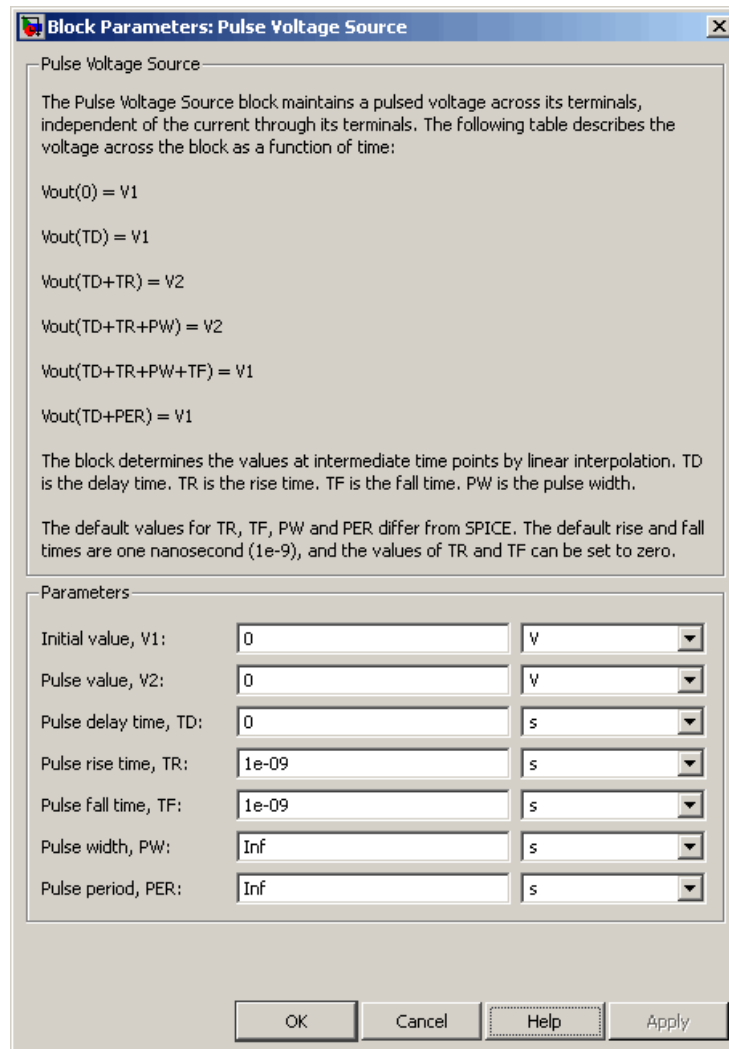 Block Parameters: Pulse Voltage Source
Pulse Voltage Source
The Pulse Voltage Source block maintains a pulsed voltage across its terminals,
independent of the current through its terminals. The following table describes the
voltage across the block as a function of time:
Vout(0) = V1
Vout(TD) = V1
Vout(TD+TR) = V2
Vout(TD+TR+PW) = V2
Vout(TD+TR+PW+TF) = V1
Vout(TD+PER) = V1
The block determines the values at intermediate time points by linear interpolation. TD
is the delay time. TR is the rise time. TF is the fall time. PW is the pulse width.
The default values for TR, TF, PW and PER differ from SPICE. The default rise and fall
times are one nanosecond (1e-9), and the values of TR and TF can be set to zero.
Parameters
Initial value, V1: 0 V
Pulse value, V2: 0 V
Pulse delay time, TD: 0 s
Pulse rise time, TR: 1e-09 s
Pulse fall time, TF: 1e-09 s
Pulse width, PW: Inf s
Pulse period, PER: Inf s
OK Cancel Help Apply